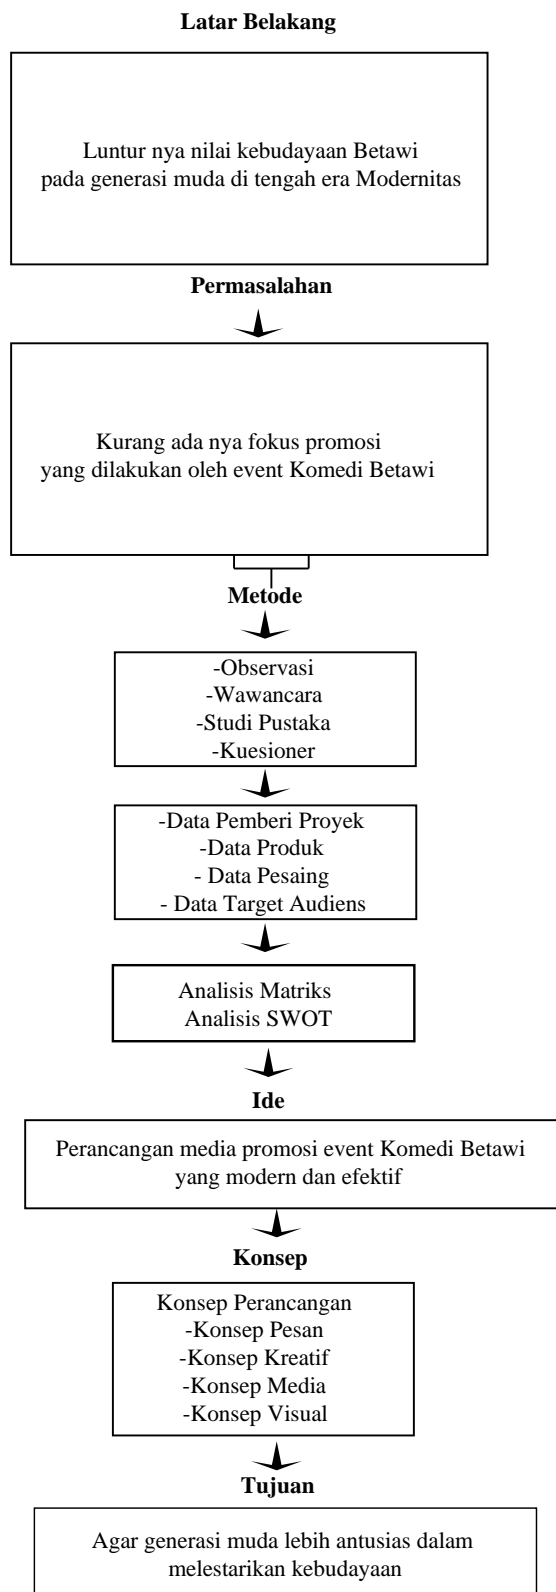 Latar Belakang
Luntur nya nilai kebudayaan Betawi
pada generasi muda di tengah era Modernitas
Permasalahan
Kurang ada nya fokus promosi
yang dilakukan oleh event Komedi Betawi
Metode
-Observasi
-Wawancara
-Studi Pustaka
-Kuesioner
-Data Pemberi Proyek
-Data Produk
- Data Pesaing
- Data Target Audiens
Analisis Matriks
Analisis SWOT
Ide
Perancangan media promosi event Komedi Betawi
yang modern dan efektif
Konsep
Konsep Perancangan
-Konsep Pesan
-Konsep Kreatif
-Konsep Media
-Konsep Visual
Tujuan
Agar generasi muda lebih antusias dalam
melestarikan kebudayaan